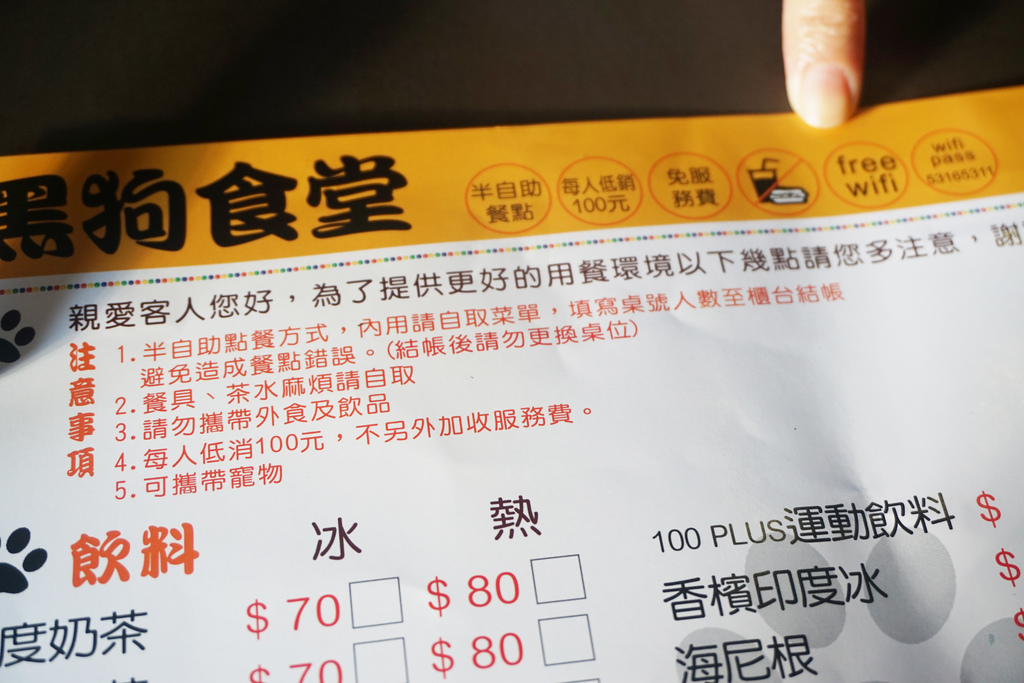 黑狗食堂
半自助
餐點
每人低銷
100元
免服
務費
free
wifi
wifi
pass
53165311
親愛客人您好，為了提供更好的用餐環境以下幾點請您多注意，謝
注意事項
1.半自助點餐方式，內用請自取菜單，填寫桌號人數至櫃台結帳
避免造成餐點錯誤。(結帳後請勿更換桌位)
2.餐具、茶水麻煩請自取
3.請勿攜帶外食及飲品
4.每人低消100元，不另外加收服務費。
5.可攜帶寵物
飲料 冰 熱
度奶茶 $70 $80
$70 $80
100 PLUS運動飲料 $
香檳印度冰 $
海尼根